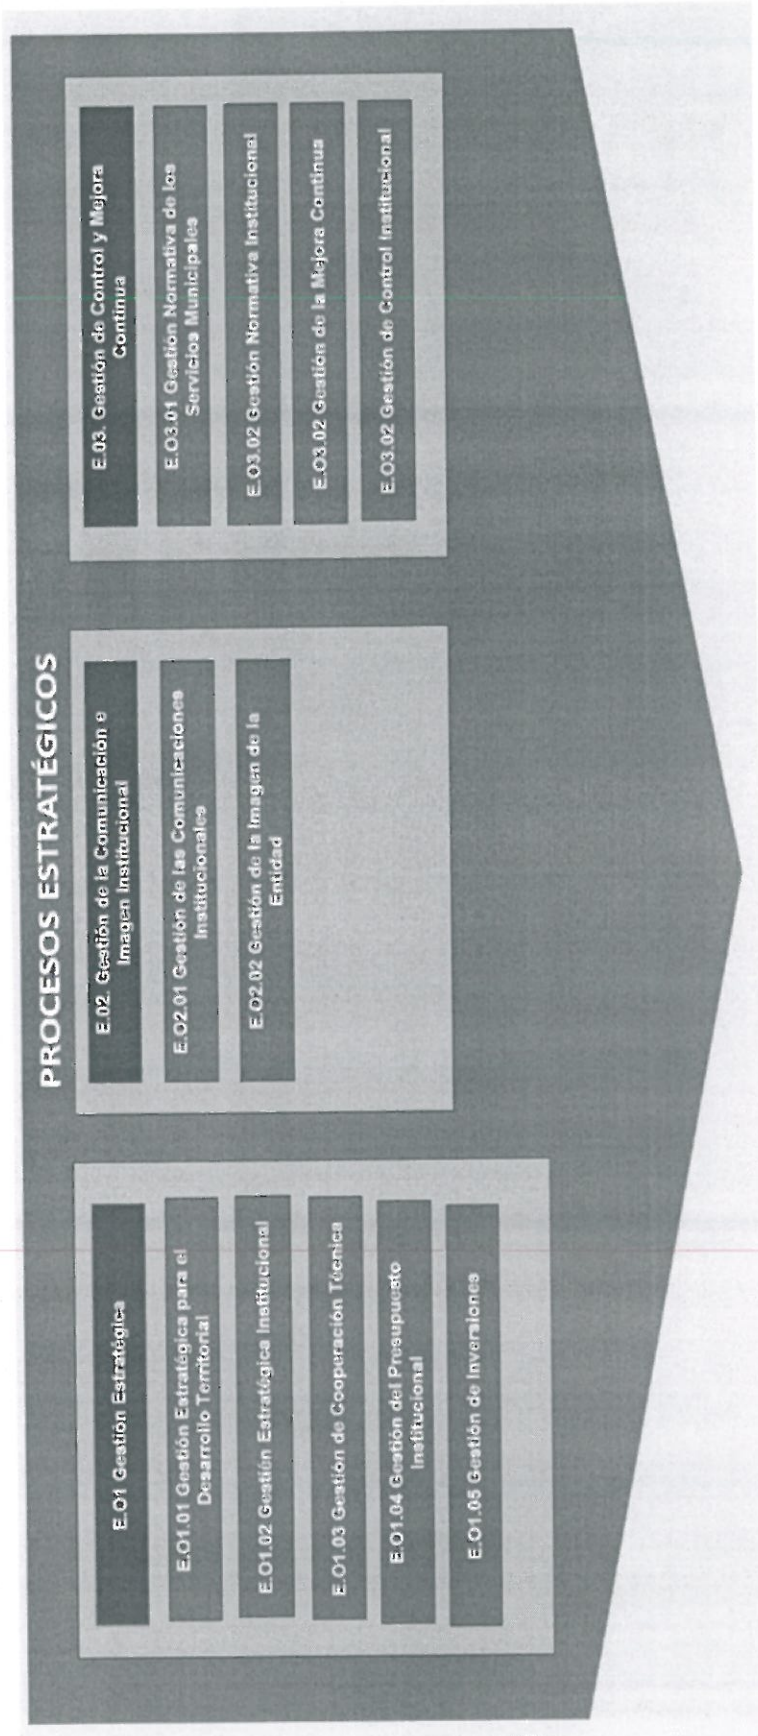 PROCESOS ESTRATÉGICOS
E.O1 Gestión Estratégica
E.O1.01 Gestión Estratégica para el
Desarrollo Territorial
E.O1.02 Gestión Estratégica Institucional
E.O1.03 Gestión de Cooperación Técnica
E.O1.04 Gestión del Presupuesto
Institucional
E.O1.05 Gestión de Inversiones
E.02. Gestión de la Comunicación e
Imagen Institucional
E.O2.01 Gestión de las Comunicaciones
Institucionales
E.O2.02 Gestión de la Imagen de la
Entidad
E.03. Gestión de Control y Mejora
Continua
E.O3.01 Gestión Normativa de los
Servicios Municipales
E.O3.02 Gestión Normativa Institucional
E.O3.02 Gestión de la Mejora Continua
E.O3.02 Gestión de Control Institucional